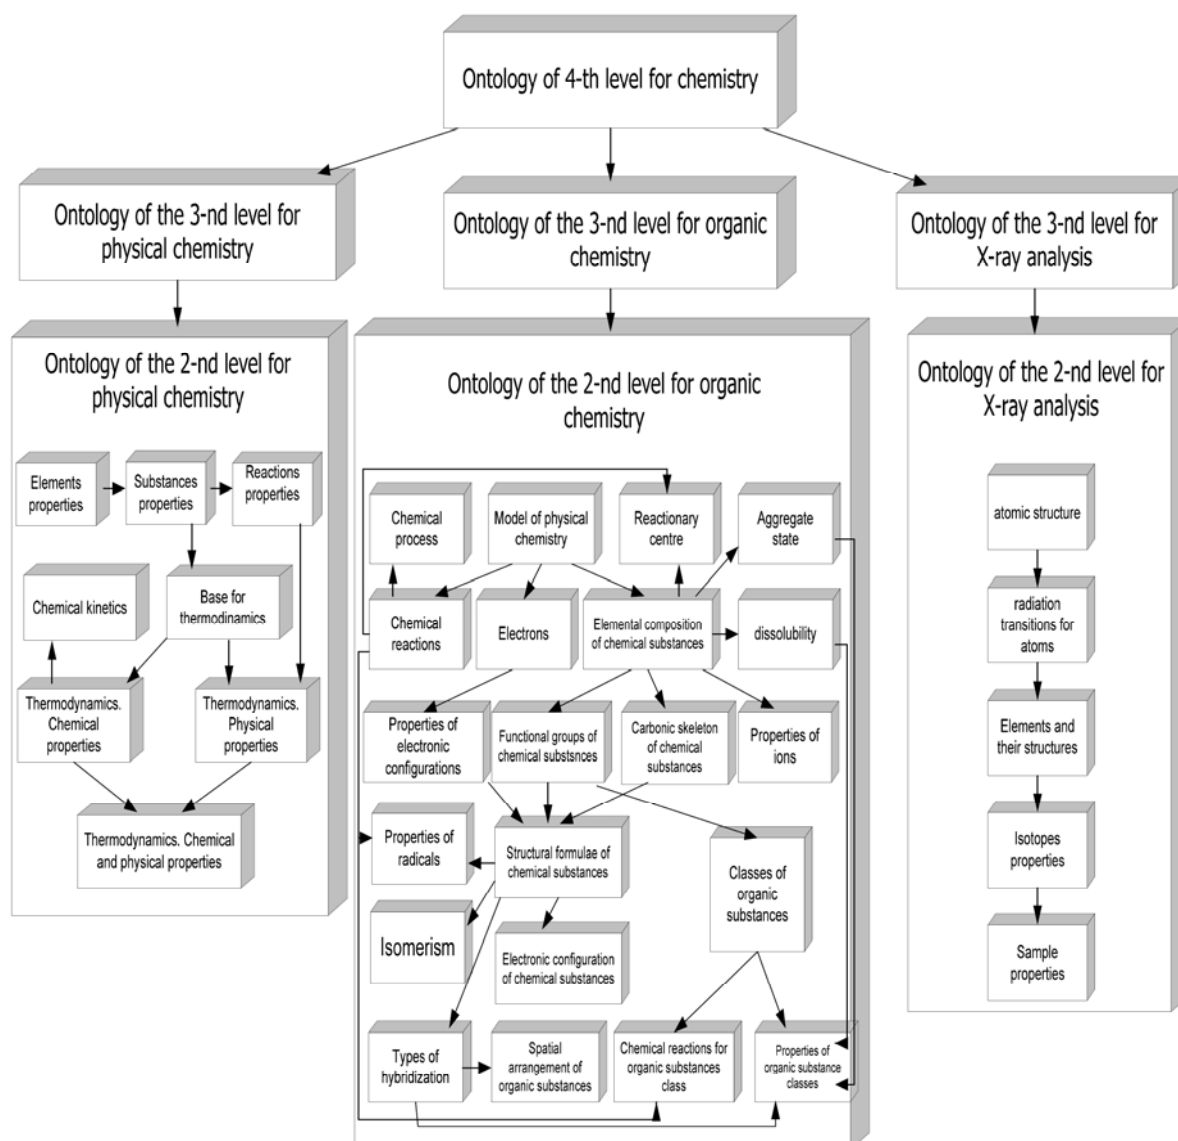 Ontology of 4-th level for chemistry
Ontology of the 3-nd level for
physical chemistry
Ontology of the 3-nd level for organic
chemistry
Ontology of the 3-nd level for
X-ray analysis
Ontology of the 2-nd level for
physical chemistry
Elements
properties
Substances
properties
Reactions
properties
Chemical kinetics
Base for
thermodinamics
Thermodynamics.
Chemical
properties
Thermodynamics.
Physical
properties
Thermodynamics. Chemical
and physical properties
Ontology of the 2-nd level for organic
chemistry
Chemical
process
Model of physical
chemistry
Reactionary
centre
Aggregate
state
Chemical
reactions
Electrons
Elemental composition
of chemical substances
dissolubility
Properties of
electronic
configurations
Functional groups of
chemical substsnces
Carbonic skeleton
of chemical
substances
Properties of
ions
Properties of
radicals
Structural formulae of
chemical substances
Classes of
organic
substances
Isomerism
Electronic configuration
of chemical substances
Types of
hybridization
Spatial
arrangement of
organic substances
Chemical reactions for
organic substances
class
Properties of
organic substance
classes
Ontology of the 2-nd level for
X-ray analysis
atomic structure
radiation
transitions for
atoms
Elements and
their structures
Isotopes
properties
Sample
properties